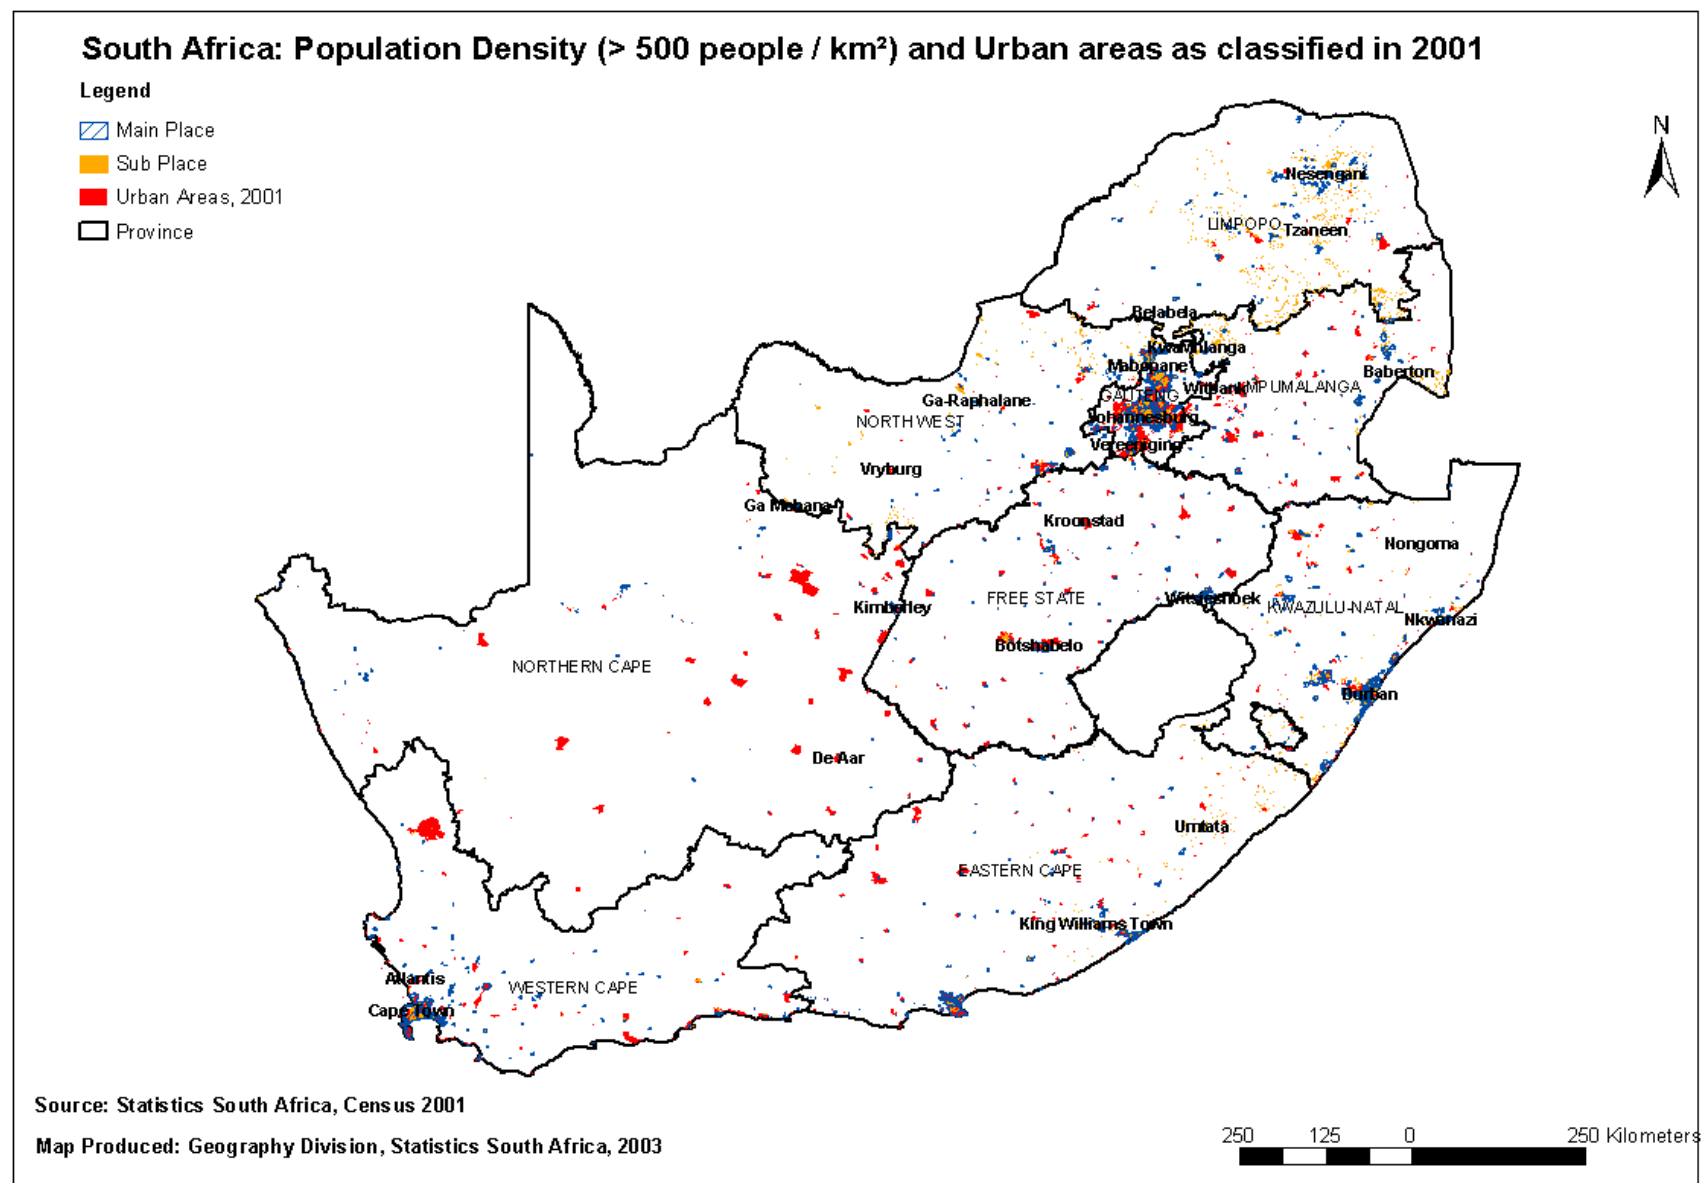 South Africa: Population Density (> 500 people / km²) and Urban areas as classified in 2001
Legend
Main Place
Sub Place
Urban Areas, 2001
Province
N
Nesengani
LIMPOPO
Tzaneen
Belabela
KwaMhlanga
Mabopane
Witbank
MPUMALANGA
Baberton
GAUTENG
Ga-Raphalane
Johannesburg
NORTH WEST
Vereeniging
Vryburg
Ga Mabana
Kroonstad
Nongoma
Kimberley
FREE STATE
Witsieshoek
KWAZULU-NATAL
Nkwanazi
Botshabelo
NORTHERN CAPE
Durban
De Aar
Umtata
EASTERN CAPE
King Williams Town
Atlantis
WESTERN CAPE
Cape Town
Source: Statistics South Africa, Census 2001
Map Produced: Geography Division, Statistics South Africa, 2003
250 125 0 250 Kilometers